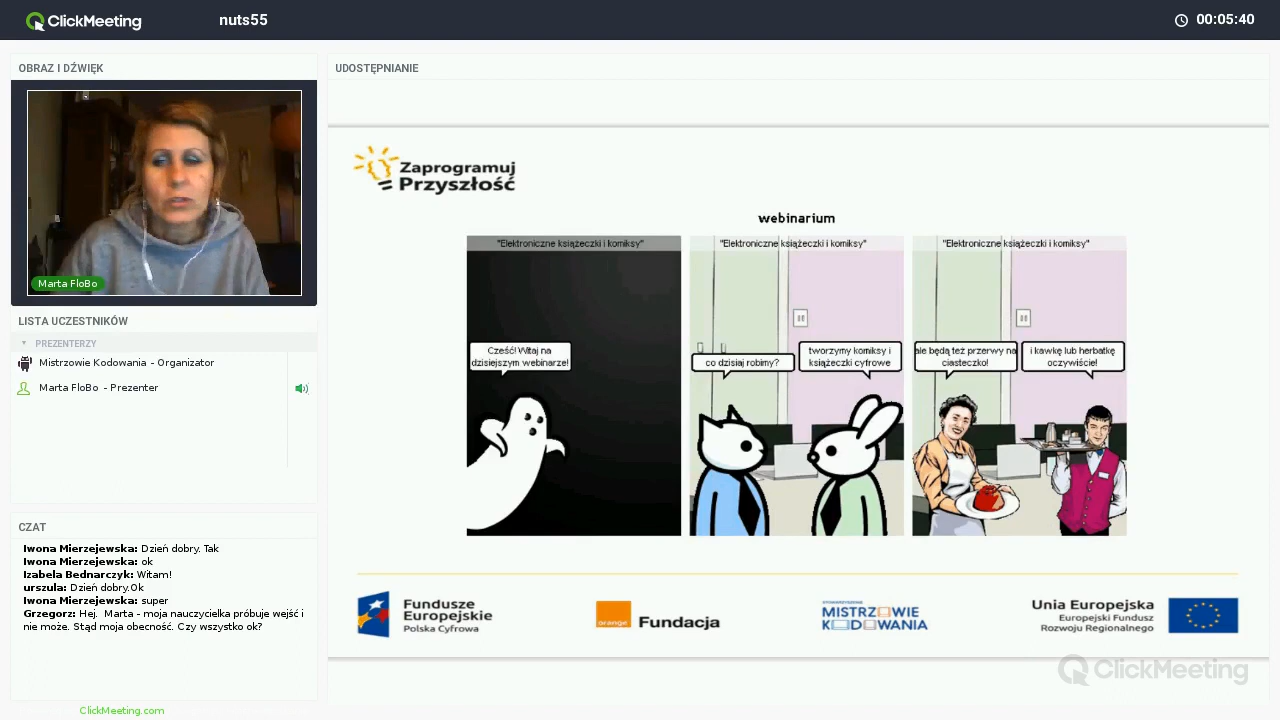 ClickMeeting
nuts55
00:05:40
OBRAZ I DŹWIĘK
Marta FloBo
LISTA UCZESTNIKÓW
PREZENTERZY
Mistrzowie Kodowania - Organizator
Marta FloBo - Prezenter
CZAT
Iwona Mierzejewska: Dzień dobry. Tak
Iwona Mierzejewska: ok
Izabela Bednarczyk: Witam!
urszula: Dzień dobry.Ok
Iwona Mierzejewska: super
Grzegorz: Hej. Marta - moja nauczycielka próbuje wejść i
nie może. Stąd moja obecność. Czy wszystko ok?
ClickMeeting.com
UDOSTĘPNIANIE
Zaprogramuj
Przyszłość
webinarium
"Elektroniczne książeczki i komiksy"
Cześć! Witaj na
dzisiejszym webinarze!
"Elektroniczne książeczki i komiksy"
co dzisiaj robimy?
tworzymy komiksy i
książeczki cyfrowe
"Elektroniczne książeczki i komiksy"
ale będą też przerwy na
ciasteczko!
i kawkę lub herbatkę
oczywiście!
Fundusze
Europejskie
Polska Cyfrowa
orange
Fundacja
STOWARZYSZENIE
MISTRZOWIE
KODOWANIA
Unia Europejska
Europejski Fundusz
Rozwoju Regionalnego
ClickMeeting